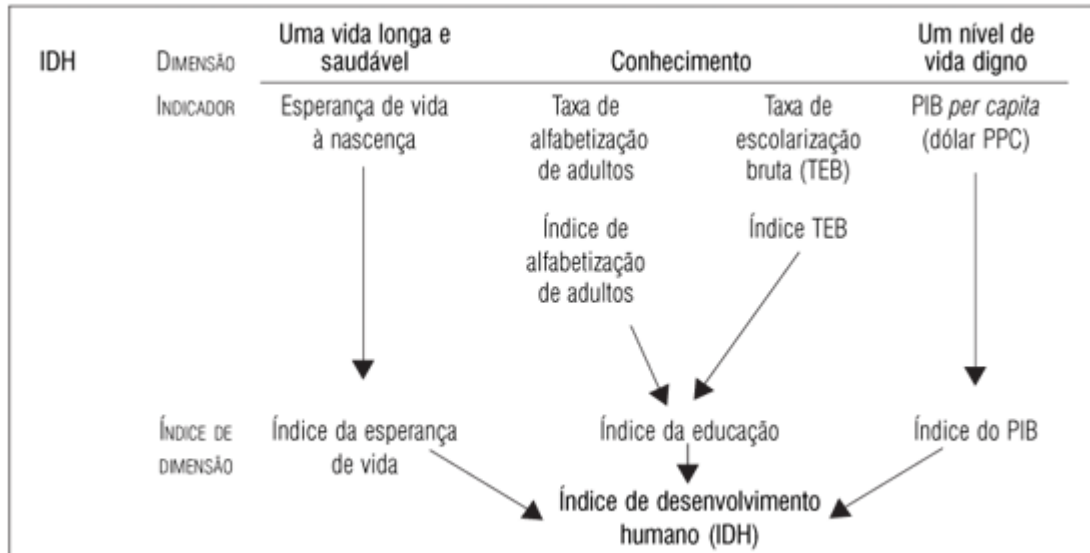 IDH
DIMENSÃO
Uma vida longa e
saudável
Conhecimento
Um nível de
vida digno
INDICADOR
Esperança de vida
à nascença
Taxa de
alfabetização
de adultos
Taxa de
escolarização
bruta (TEB)
PIB per capita
(dólar PPC)
Índice de
alfabetização
de adultos
Índice TEB
ÍNDICE DE
DIMENSÃO
Índice da esperança
de vida
Índice da educação
Índice do PIB
Índice de desenvolvimento
humano (IDH)